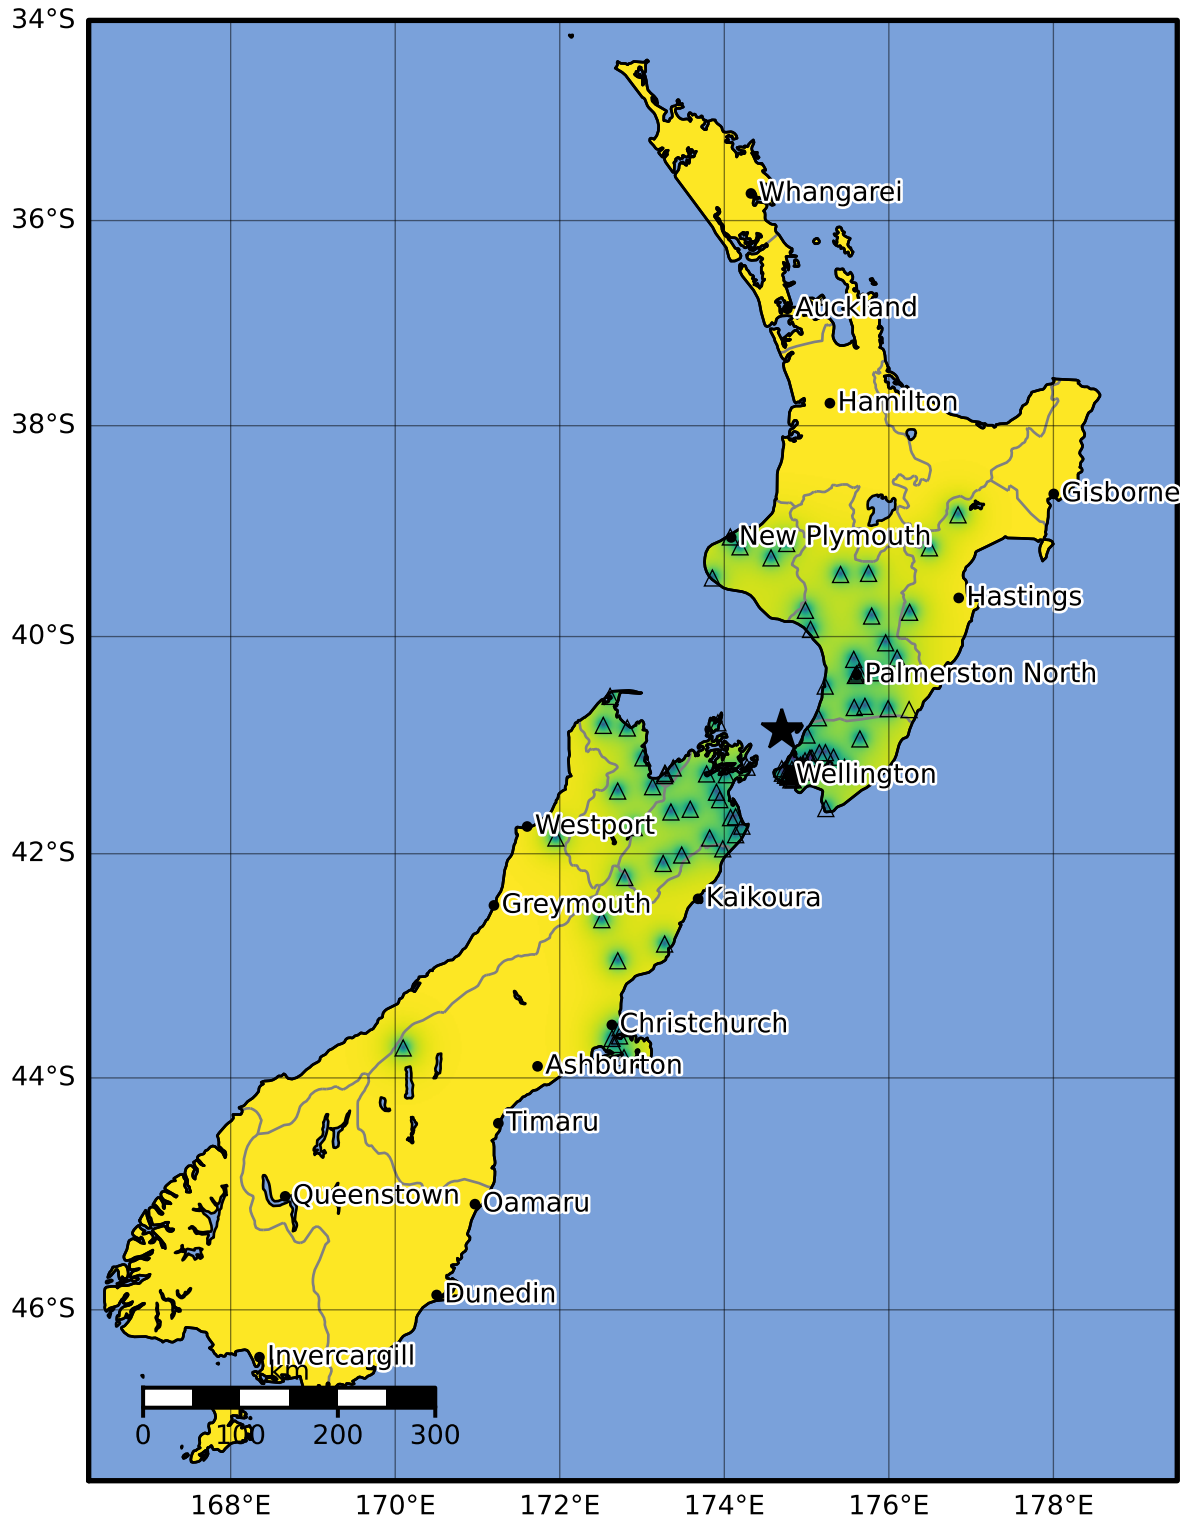 34°S
Whangarei
36°S
Auckland
Hamilton
38°S
Gisborne
New Plymouth
Hastings
40°S
Palmerston North
Wellington
Westport
42°S
Kaikoura
Greymouth
Christchurch
Ashburton
44°S
Timaru
Queenstown
Oamaru
Dunedin
46°S
Invercargill
km
0 100 200 300
168°E 170°E 172°E 174°E 176°E 178°E